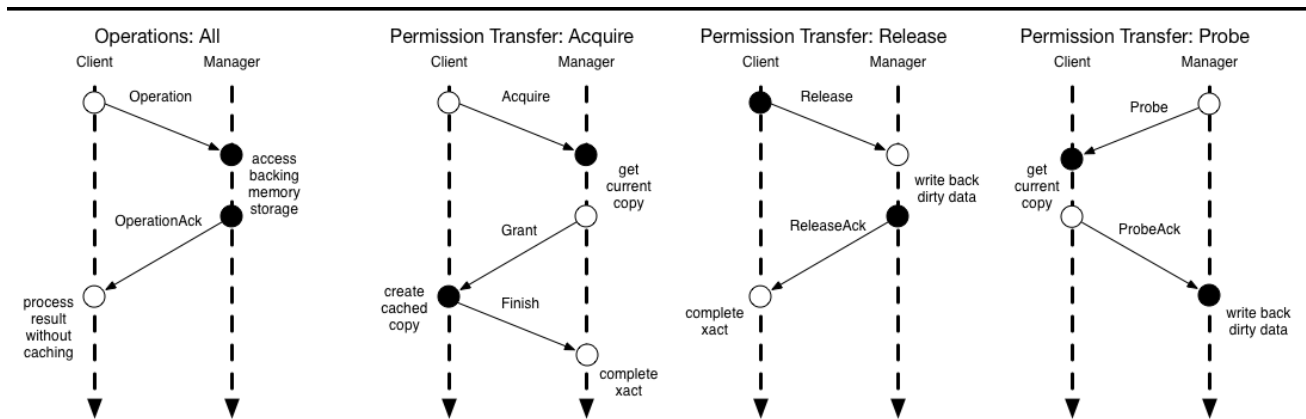 Operations: All
Client
Manager
Operation
access
backing
memory
storage
OperationAck
process
result
without
caching
Permission Transfer: Acquire
Client
Manager
Acquire
get
current
copy
Grant
create
cached
copy
Finish
complete
xact
Permission Transfer: Release
Client
Manager
Release
write back
dirty data
ReleaseAck
complete
xact
Permission Transfer: Probe
Client
Manager
Probe
get
current
copy
ProbeAck
write back
dirty data